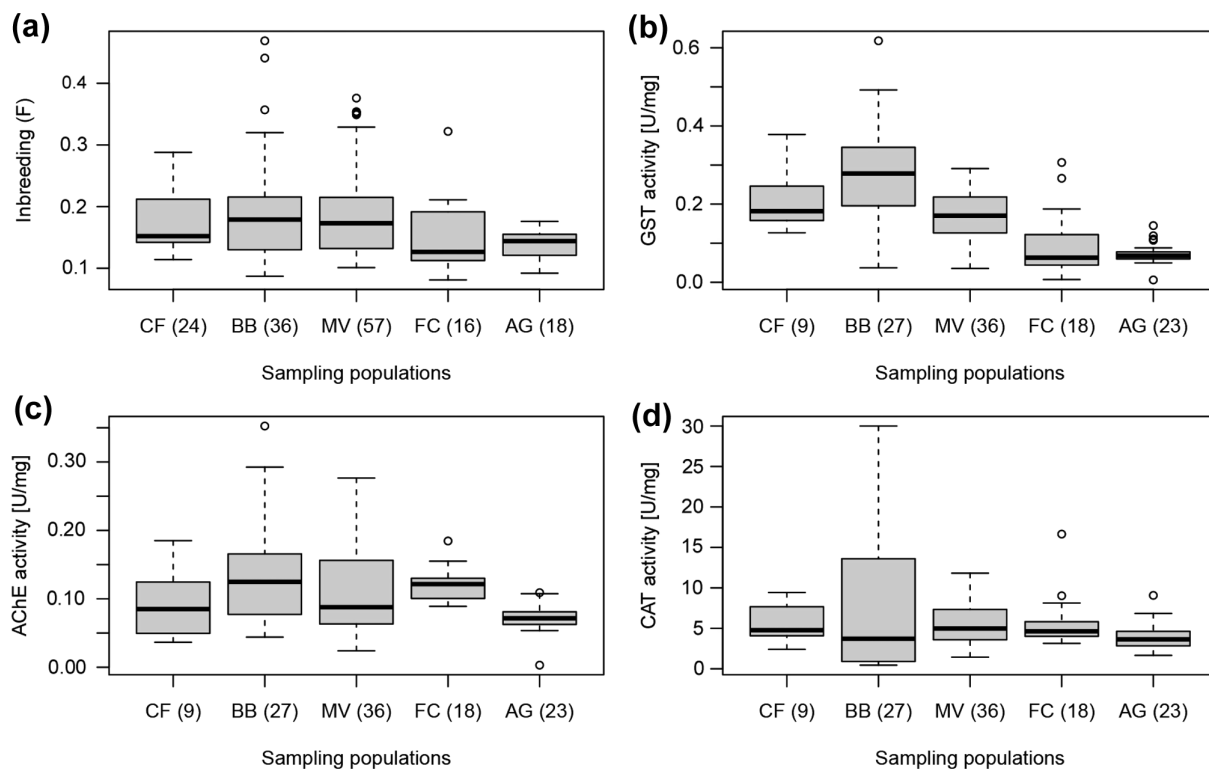 (a)
Inbreeding (F)
0.4
0.3
0.2
0.1
CF (24) BB (36) MV (57) FC (16) AG (18)
Sampling populations
(b)
GST activity [U/mg]
0.6
0.4
0.2
0.0
CF (9) BB (27) MV (36) FC (18) AG (23)
Sampling populations
(c)
AChE activity [U/mg]
0.30
0.20
0.10
0.00
CF (9) BB (27) MV (36) FC (18) AG (23)
Sampling populations
(d)
CAT activity [U/mg]
30
25
20
15
10
5
0
CF (9) BB (27) MV (36) FC (18) AG (23)
Sampling populations